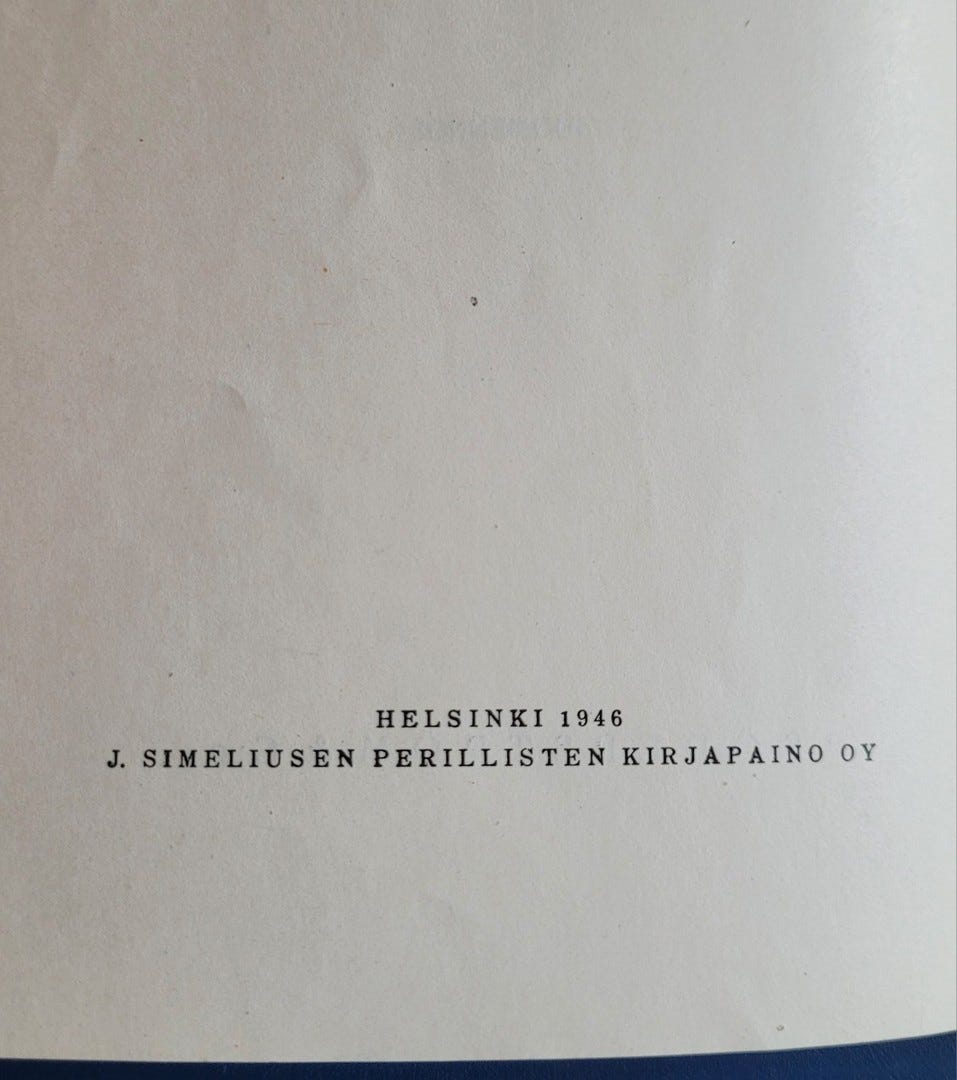 HELSINKI 1946
J. SIMELIUSEN PERILLISTEN KIRJAPAINO OY